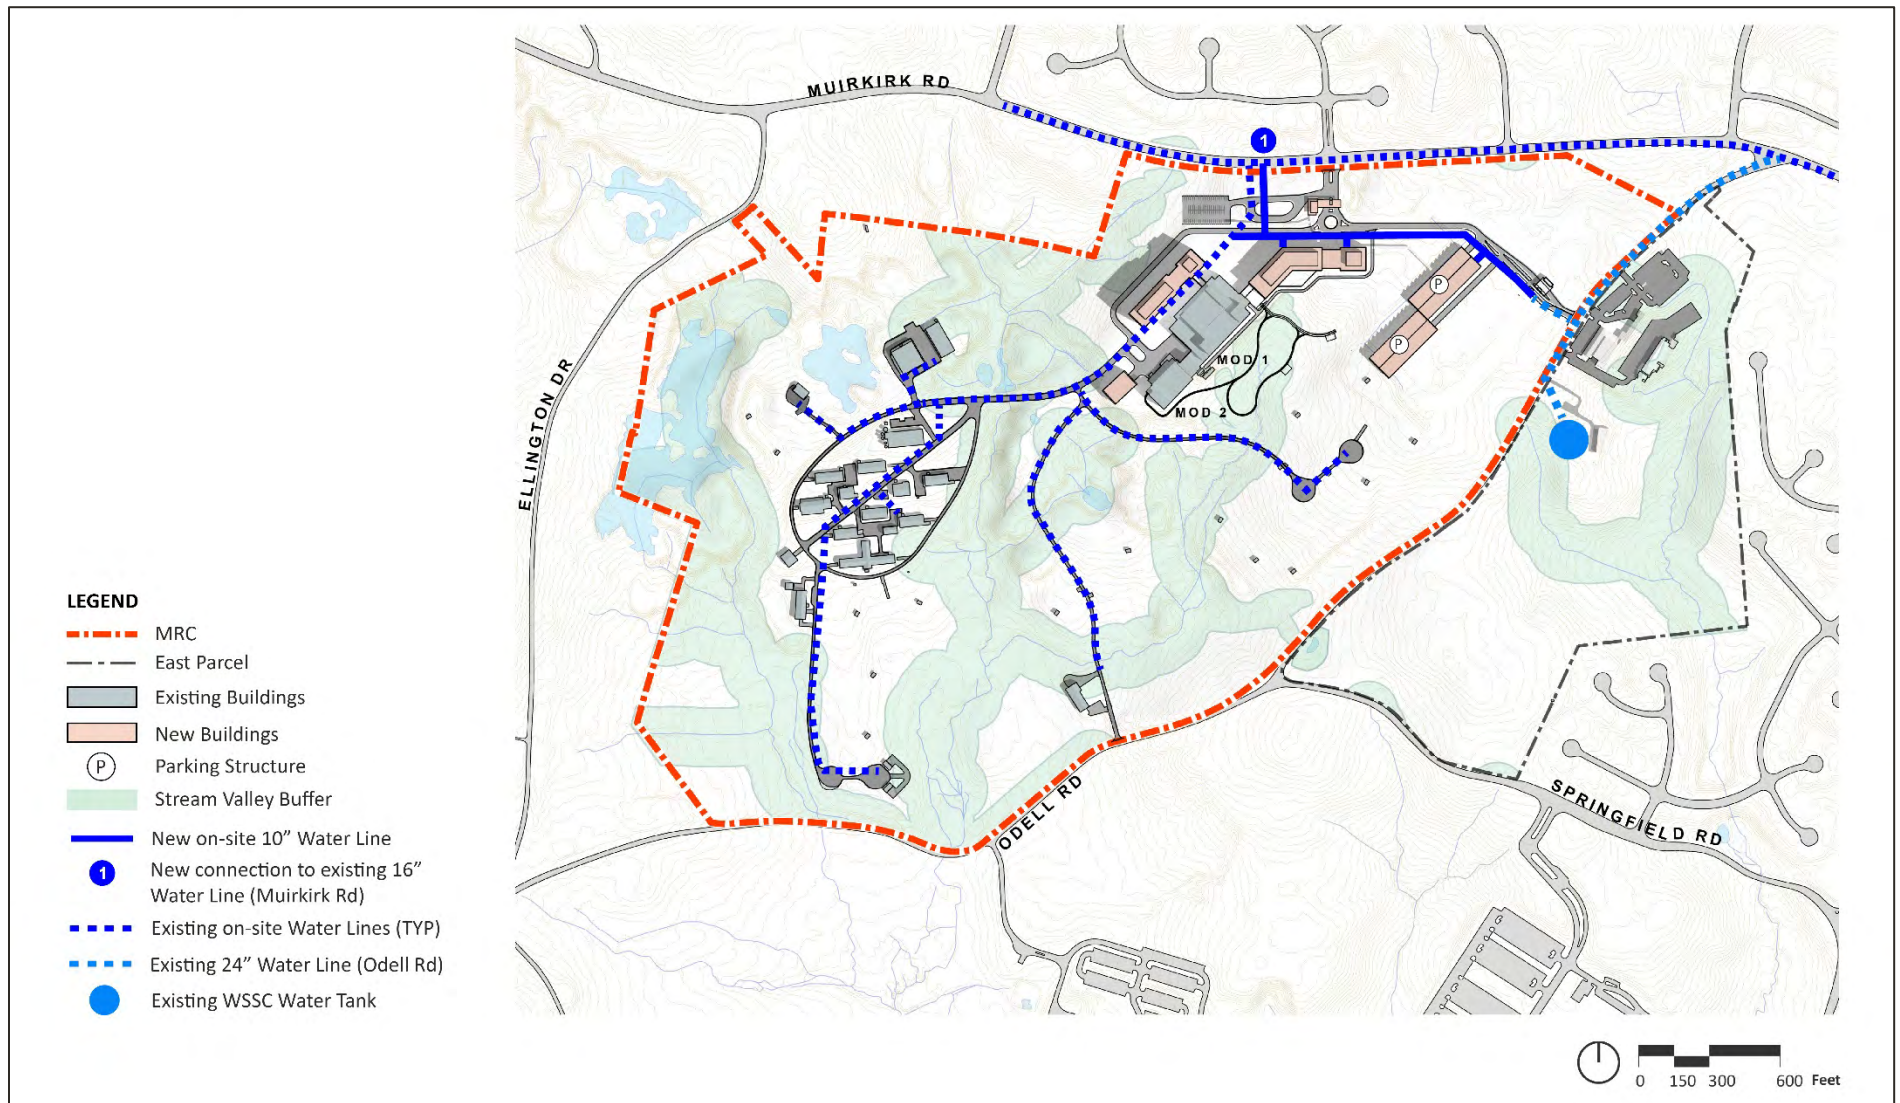 MUIRKIRK RD
1
P
P
MOD 1
MOD 2
ELLINGTON DR
ODELL RD
SPRINGFIELD RD
LEGEND
MRC
East Parcel
Existing Buildings
New Buildings
P Parking Structure
Stream Valley Buffer
New on-site 10” Water Line
1 New connection to existing 16”
Water Line (Muirkirk Rd)
Existing on-site Water Lines (TYP)
Existing 24” Water Line (Odell Rd)
Existing WSSC Water Tank
0 150 300 600 Feet